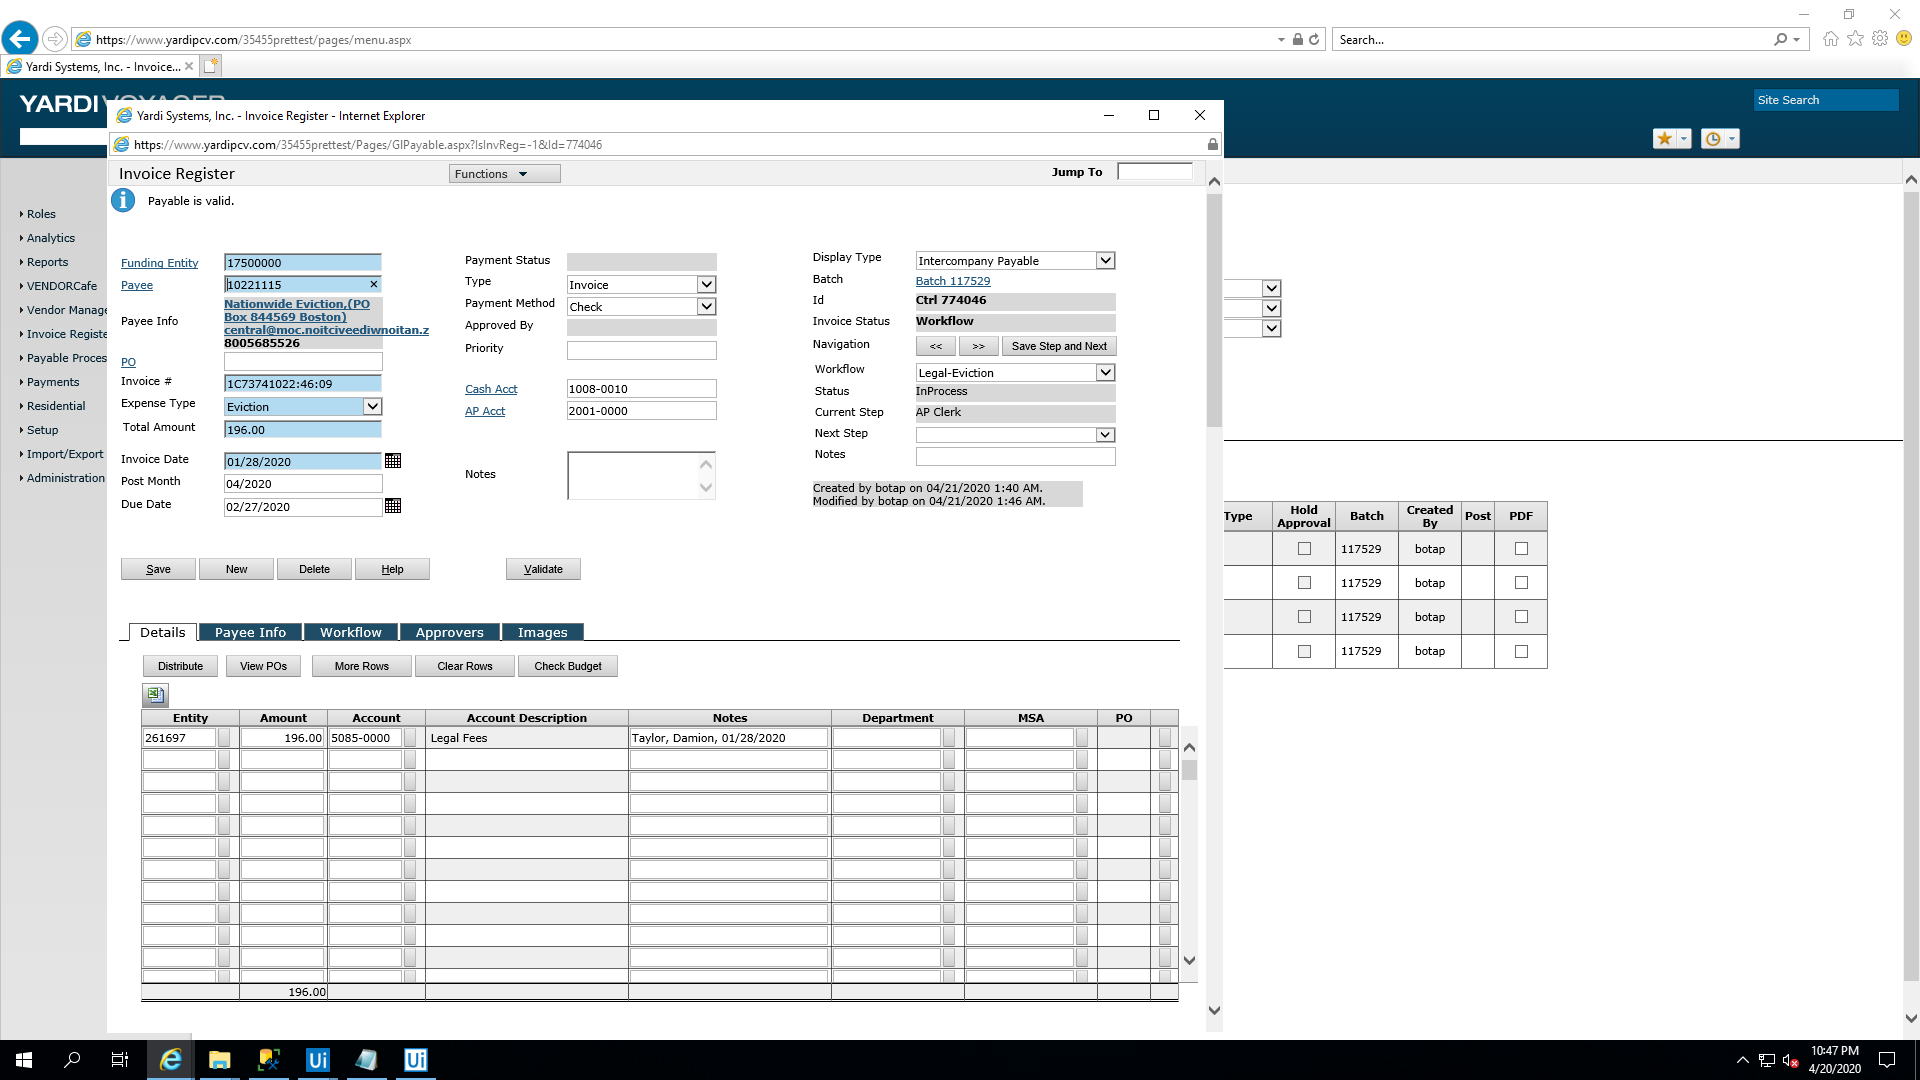 https://www.yardipcv.com/35455prettest/pages/menu.aspx
Search...
Yardi Systems, Inc. - Invoice...
YARDI VOYAGER
Site Search
Yardi Systems, Inc. - Invoice Register - Internet Explorer
https://www.yardipcv.com/35455prettest/Pages/GlPayable.aspx?IsInvReg=-1&Id=774046
Invoice Register
Functions
Jump To
Payable is valid.
Roles
Analytics
Reports
VENDORCafe
Vendor Manage
Invoice Registe
Payable Proces
Payments
Residential
Setup
Import/Export
Administration
Funding Entity 17500000
Payee 10221115
Payee Info
Nationwide Eviction,(PO
Box 844569 Boston)
central@moc.noitciveediwnoitan.z
8005685526
PO
Invoice # 1C73741022:46:09
Expense Type Eviction
Total Amount 196.00
Invoice Date 01/28/2020
Post Month 04/2020
Due Date 02/27/2020
Payment Status
Type Invoice
Payment Method Check
Approved By
Priority
Cash Acct 1008-0010
AP Acct 2001-0000
Notes
Display Type Intercompany Payable
Batch Batch 117529
Id Ctrl 774046
Invoice Status Workflow
Navigation << >> Save Step and Next
Workflow Legal-Eviction
Status InProcess
Current Step AP Clerk
Next Step
Notes
Created by botap on 04/21/2020 1:40 AM.
Modified by botap on 04/21/2020 1:46 AM.
Save New Delete Help Validate
Details Payee Info Workflow Approvers Images
Distribute View POs More Rows Clear Rows Check Budget
Entity Amount Account Account Description Notes Department MSA PO
261697 196.00 5085-0000 Legal Fees Taylor, Damion, 01/28/2020
196.00
Type Hold Approval Batch Created By Post PDF
117529 botap
117529 botap
117529 botap
117529 botap
Ui
Ui
10:47 PM
4/20/2020